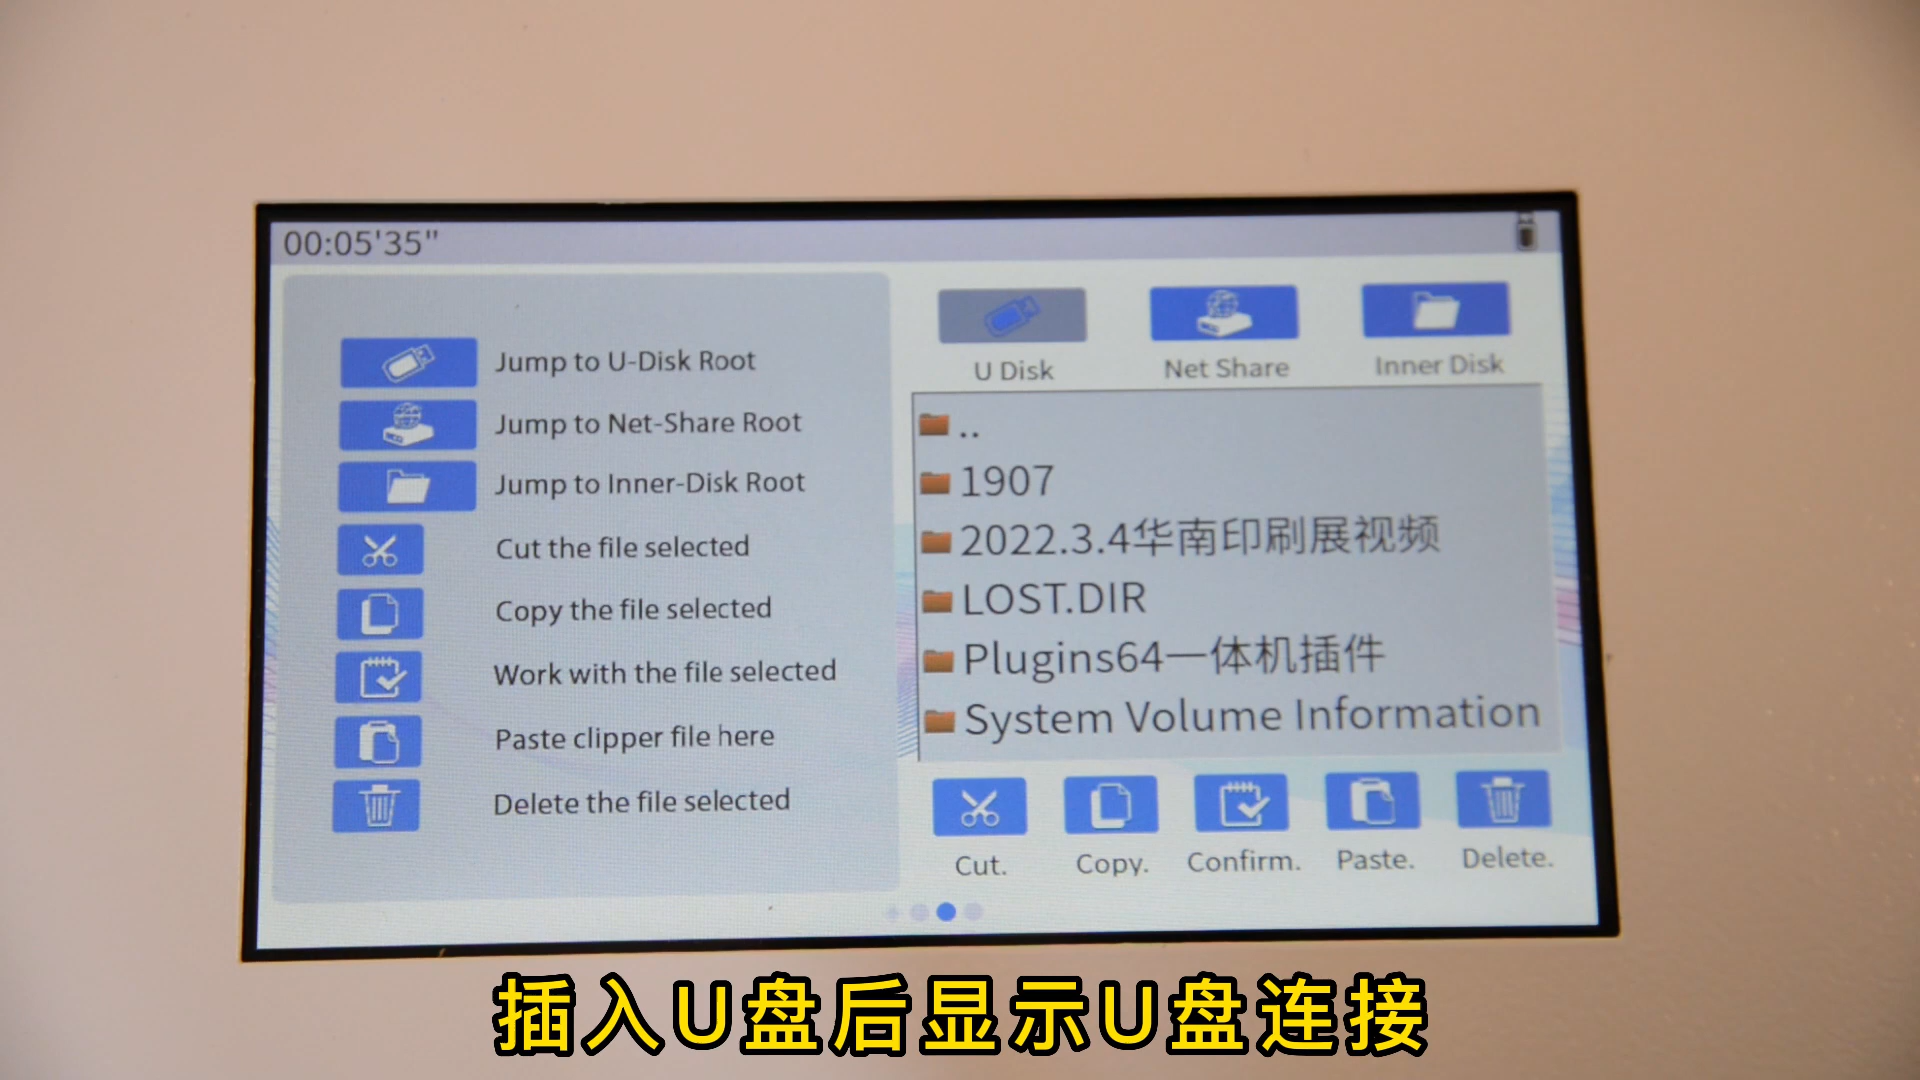 00:05'35"
Jump to U-Disk Root
Jump to Net-Share Root
Jump to Inner-Disk Root
Cut the file selected
Copy the file selected
Work with the file selected
Paste clipper file here
Delete the file selected
U Disk
Net Share
Inner Disk
..
1907
2022.3.4华南印刷展视频
LOST.DIR
Plugins64一体机插件
System Volume Information
Cut.
Copy.
Confirm.
Paste.
Delete.
插入U盘后显示U盘连接